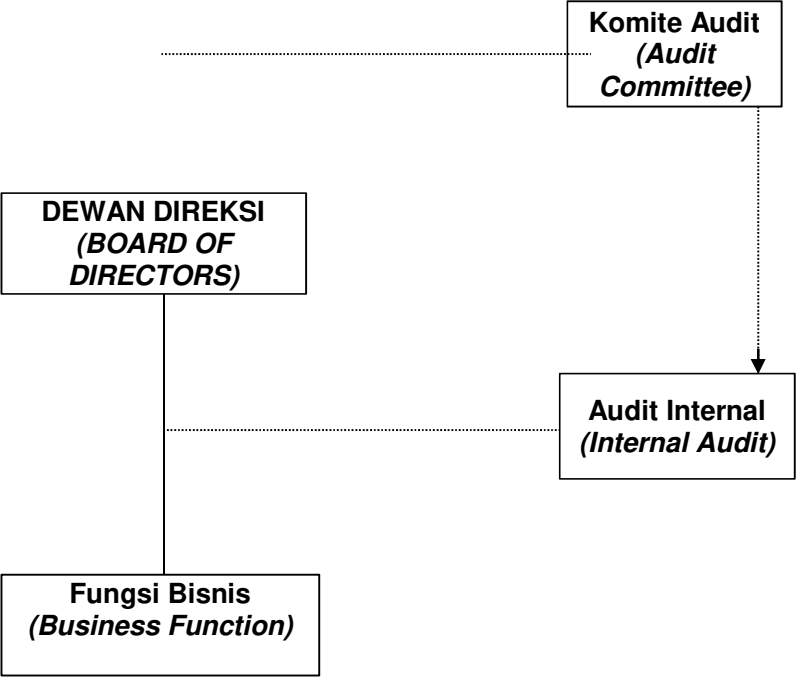 Komite Audit
(Audit
Committee)
DEWAN DIREKSI
(BOARD OF
DIRECTORS)
Audit Internal
(Internal Audit)
Fungsi Bisnis
(Business Function)